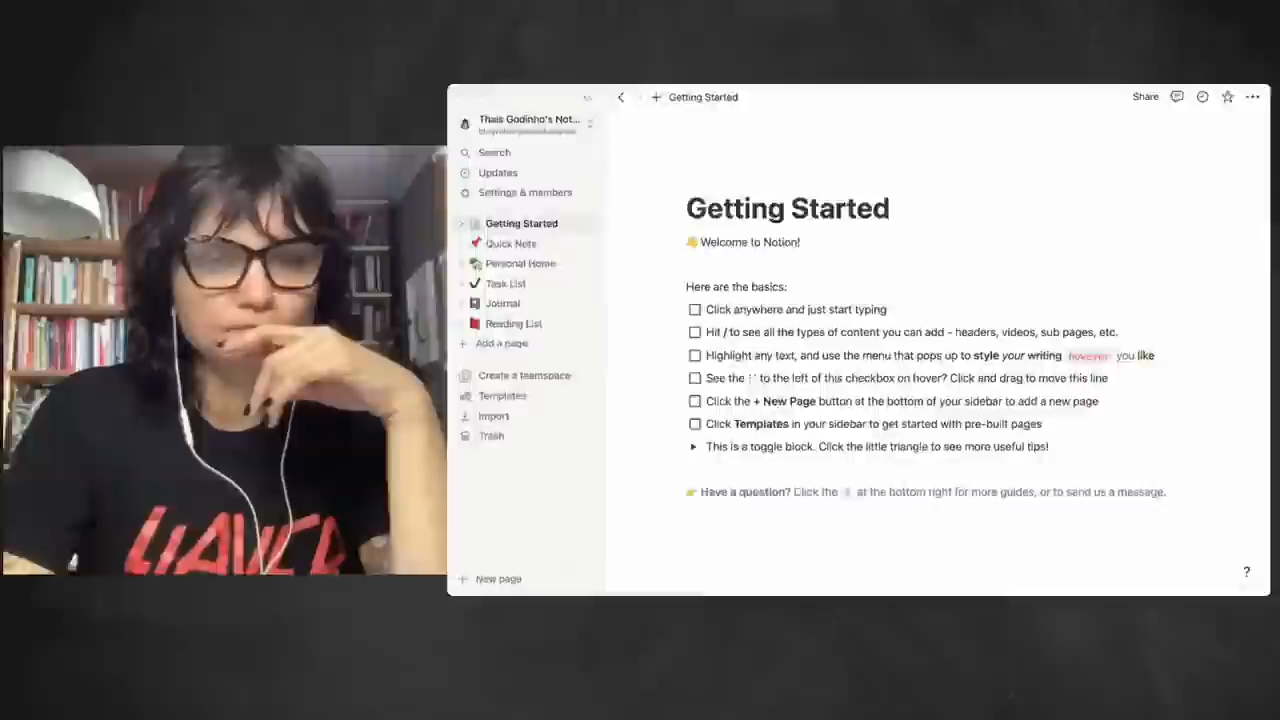 Getting Started
Share
Thais Godinho's Not...
Search
Updates
Settings & members
Getting Started
Quick Note
Personal Home
Task List
Journal
Reading List
+ Add a page
Create a teamspace
Templates
Import
Trash
+ New page
Getting Started
👋 Welcome to Notion!
Here are the basics:
Click anywhere and just start typing
Hit / to see all the types of content you can add - headers, videos, sub pages, etc.
Highlight any text, and use the menu that pops up to style your writing however you like
See the ⋮⋮ to the left of this checkbox on hover? Click and drag to move this line
Click the + New Page button at the bottom of your sidebar to add a new page
Click Templates in your sidebar to get started with pre-built pages
This is a toggle block. Click the little triangle to see more useful tips!
👉 Have a question? Click the ? at the bottom right for more guides, or to send us a message.
?
SLAYER